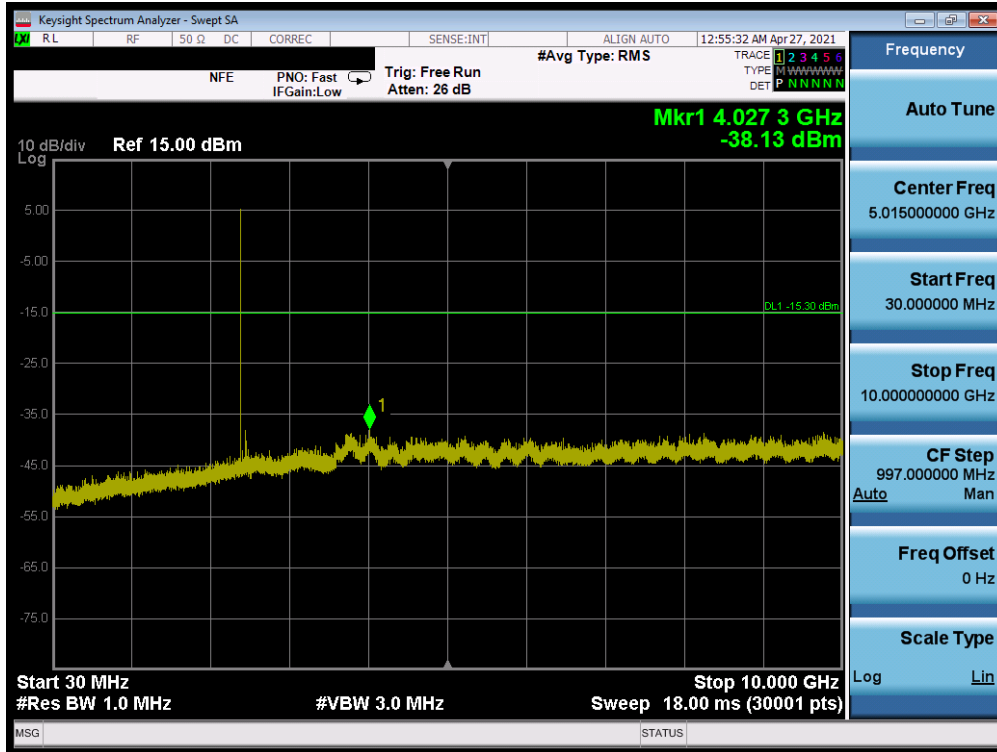 Keysight Spectrum Analyzer - Swept SA
LXI RL RF 50 Ω DC CORREC SENSE:INT ALIGN AUTO 12:55:32 AM Apr 27, 2021
Frequency
#Avg Type: RMS TRACE 1 2 3 4 5 6
NFE PNO: Fast Trig: Free Run TYPE M WWWWW
IFGain:Low Atten: 26 dB DET P N N N N N
Auto Tune
Mkr1 4.027 3 GHz
-38.13 dBm
10 dB/div Ref 15.00 dBm
Log
Center Freq
5.015000000 GHz
5.00
-5.00
Start Freq
30.000000 MHz
DL1 -15.30 dBm
-15.0
-25.0
Stop Freq
10.000000000 GHz
-35.0
1
-45.0
CF Step
997.000000 MHz
Auto Man
-55.0
Freq Offset
0 Hz
-65.0
-75.0
Scale Type
Log Lin
Start 30 MHz Stop 10.000 GHz
#Res BW 1.0 MHz #VBW 3.0 MHz Sweep 18.00 ms (30001 pts)
MSG STATUS